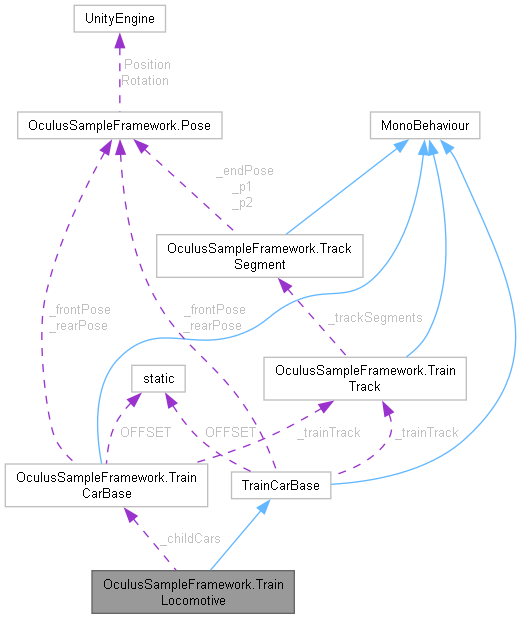 UnityEngine
Position
Rotation
OculusSampleFramework.Pose
MonoBehaviour
_endPose
_p1
_p2
OculusSampleFramework.Track
Segment
_frontPose
_rearPose
_frontPose
_rearPose
_trackSegments
static
OculusSampleFramework.Train
Track
OFFSET
OFFSET
_trainTrack
_trainTrack
OculusSampleFramework.Train
CarBase
TrainCarBase
_childCars
OculusSampleFramework.Train
Locomotive